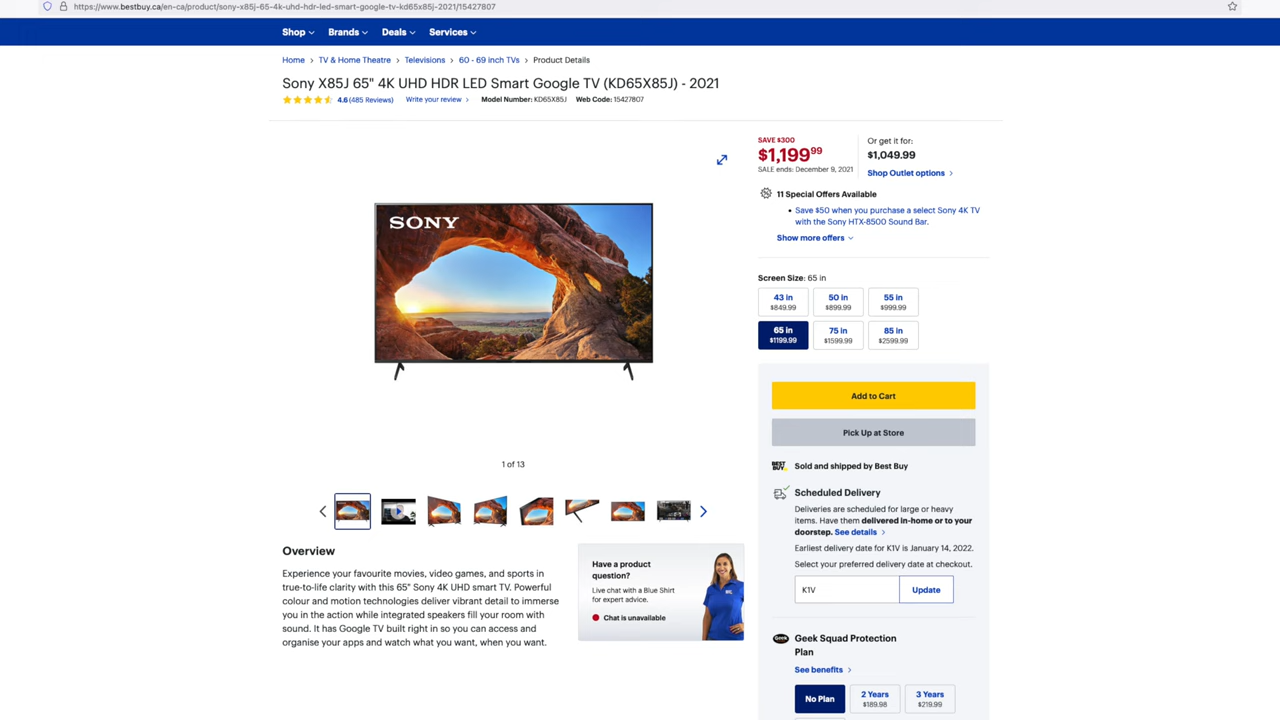 https://www.bestbuy.ca/en-ca/product/sony-x85j-65-4k-uhd-hdr-led-smart-google-tv-kd65x85j-2021/15427807
Shop Brands Deals Services
Home > TV & Home Theatre > Televisions > 60 - 69 inch TVs > Product Details
Sony X85J 65" 4K UHD HDR LED Smart Google TV (KD65X85J) - 2021
4.6 (485 Reviews) Write your review > Model Number: KD65X85J Web Code: 15427807
SAVE $300
$1,199.99
SALE ends: December 9, 2021
Or get it for:
$1,049.99
Shop Outlet options >
11 Special Offers Available
• Save $50 when you purchase a select Sony 4K TV
with the Sony HTX-8500 Sound Bar.
Show more offers
SONY
Screen Size: 65 in
43 in 50 in 55 in
$849.99 $899.99 $999.99
65 in 75 in 85 in
$1199.99 $1599.99 $2599.99
Add to Cart
Pick Up at Store
BEST BUY
Sold and shipped by Best Buy
Scheduled Delivery
Deliveries are scheduled for large or heavy
items. Have them delivered in-home or to your
doorstep. See details >
Earliest delivery date for K1V is January 14, 2022.
Select your preferred delivery date at checkout.
K1V Update
Geek Squad Protection
Plan
See benefits >
No Plan 2 Years 3 Years
$189.98 $219.99
1 of 13
Overview
Experience your favourite movies, video games, and sports in
true-to-life clarity with this 65" Sony 4K UHD smart TV. Powerful
colour and motion technologies deliver vibrant detail to immerse
you in the action while integrated speakers fill your room with
sound. It has Google TV built right in so you can access and
organise your apps and watch what you want, when you want.
Have a product
question?
Live chat with a Blue Shirt
for expert advice.
Chat is unavailable